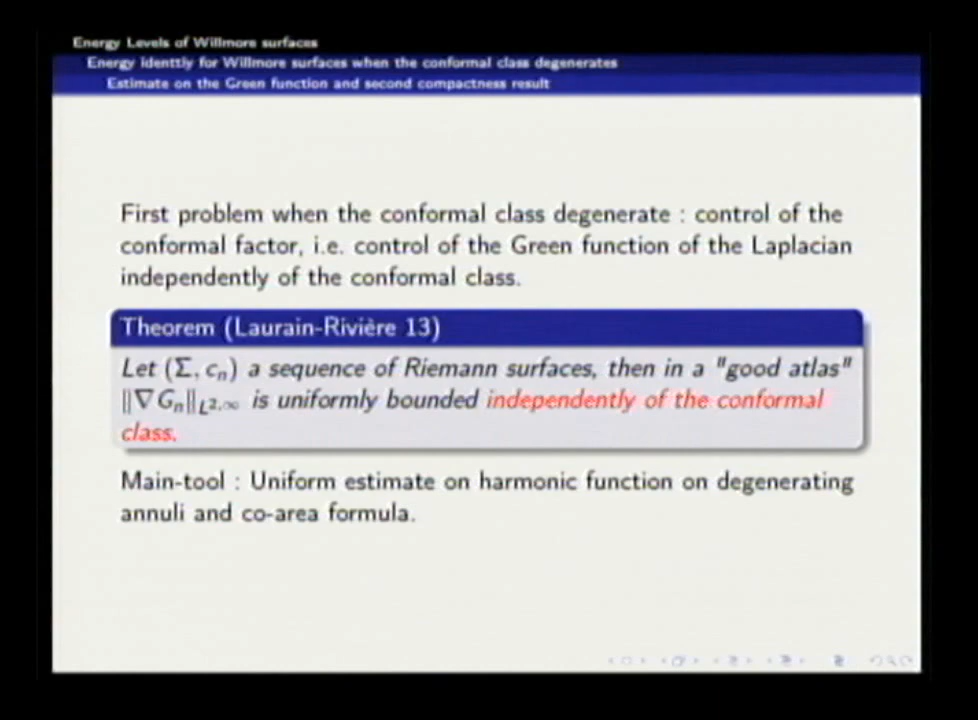 Energy Levels of Willmore surfaces
Energy identtiy for Willmore surfaces when the conformal class degenerates
Estimate on the Green function and second compactness result
First problem when the conformal class degenerate : control of the
conformal factor, i.e. control of the Green function of the Laplacian
independently of the conformal class.
Theorem (Laurain-Rivière 13)
Let (Σ, cₙ) a sequence of Riemann surfaces, then in a "good atlas"
‖∇Gₙ‖_{L^{2,∞}} is uniformly bounded independently of the conformal
class.
Main-tool : Uniform estimate on harmonic function on degenerating
annuli and co-area formula.